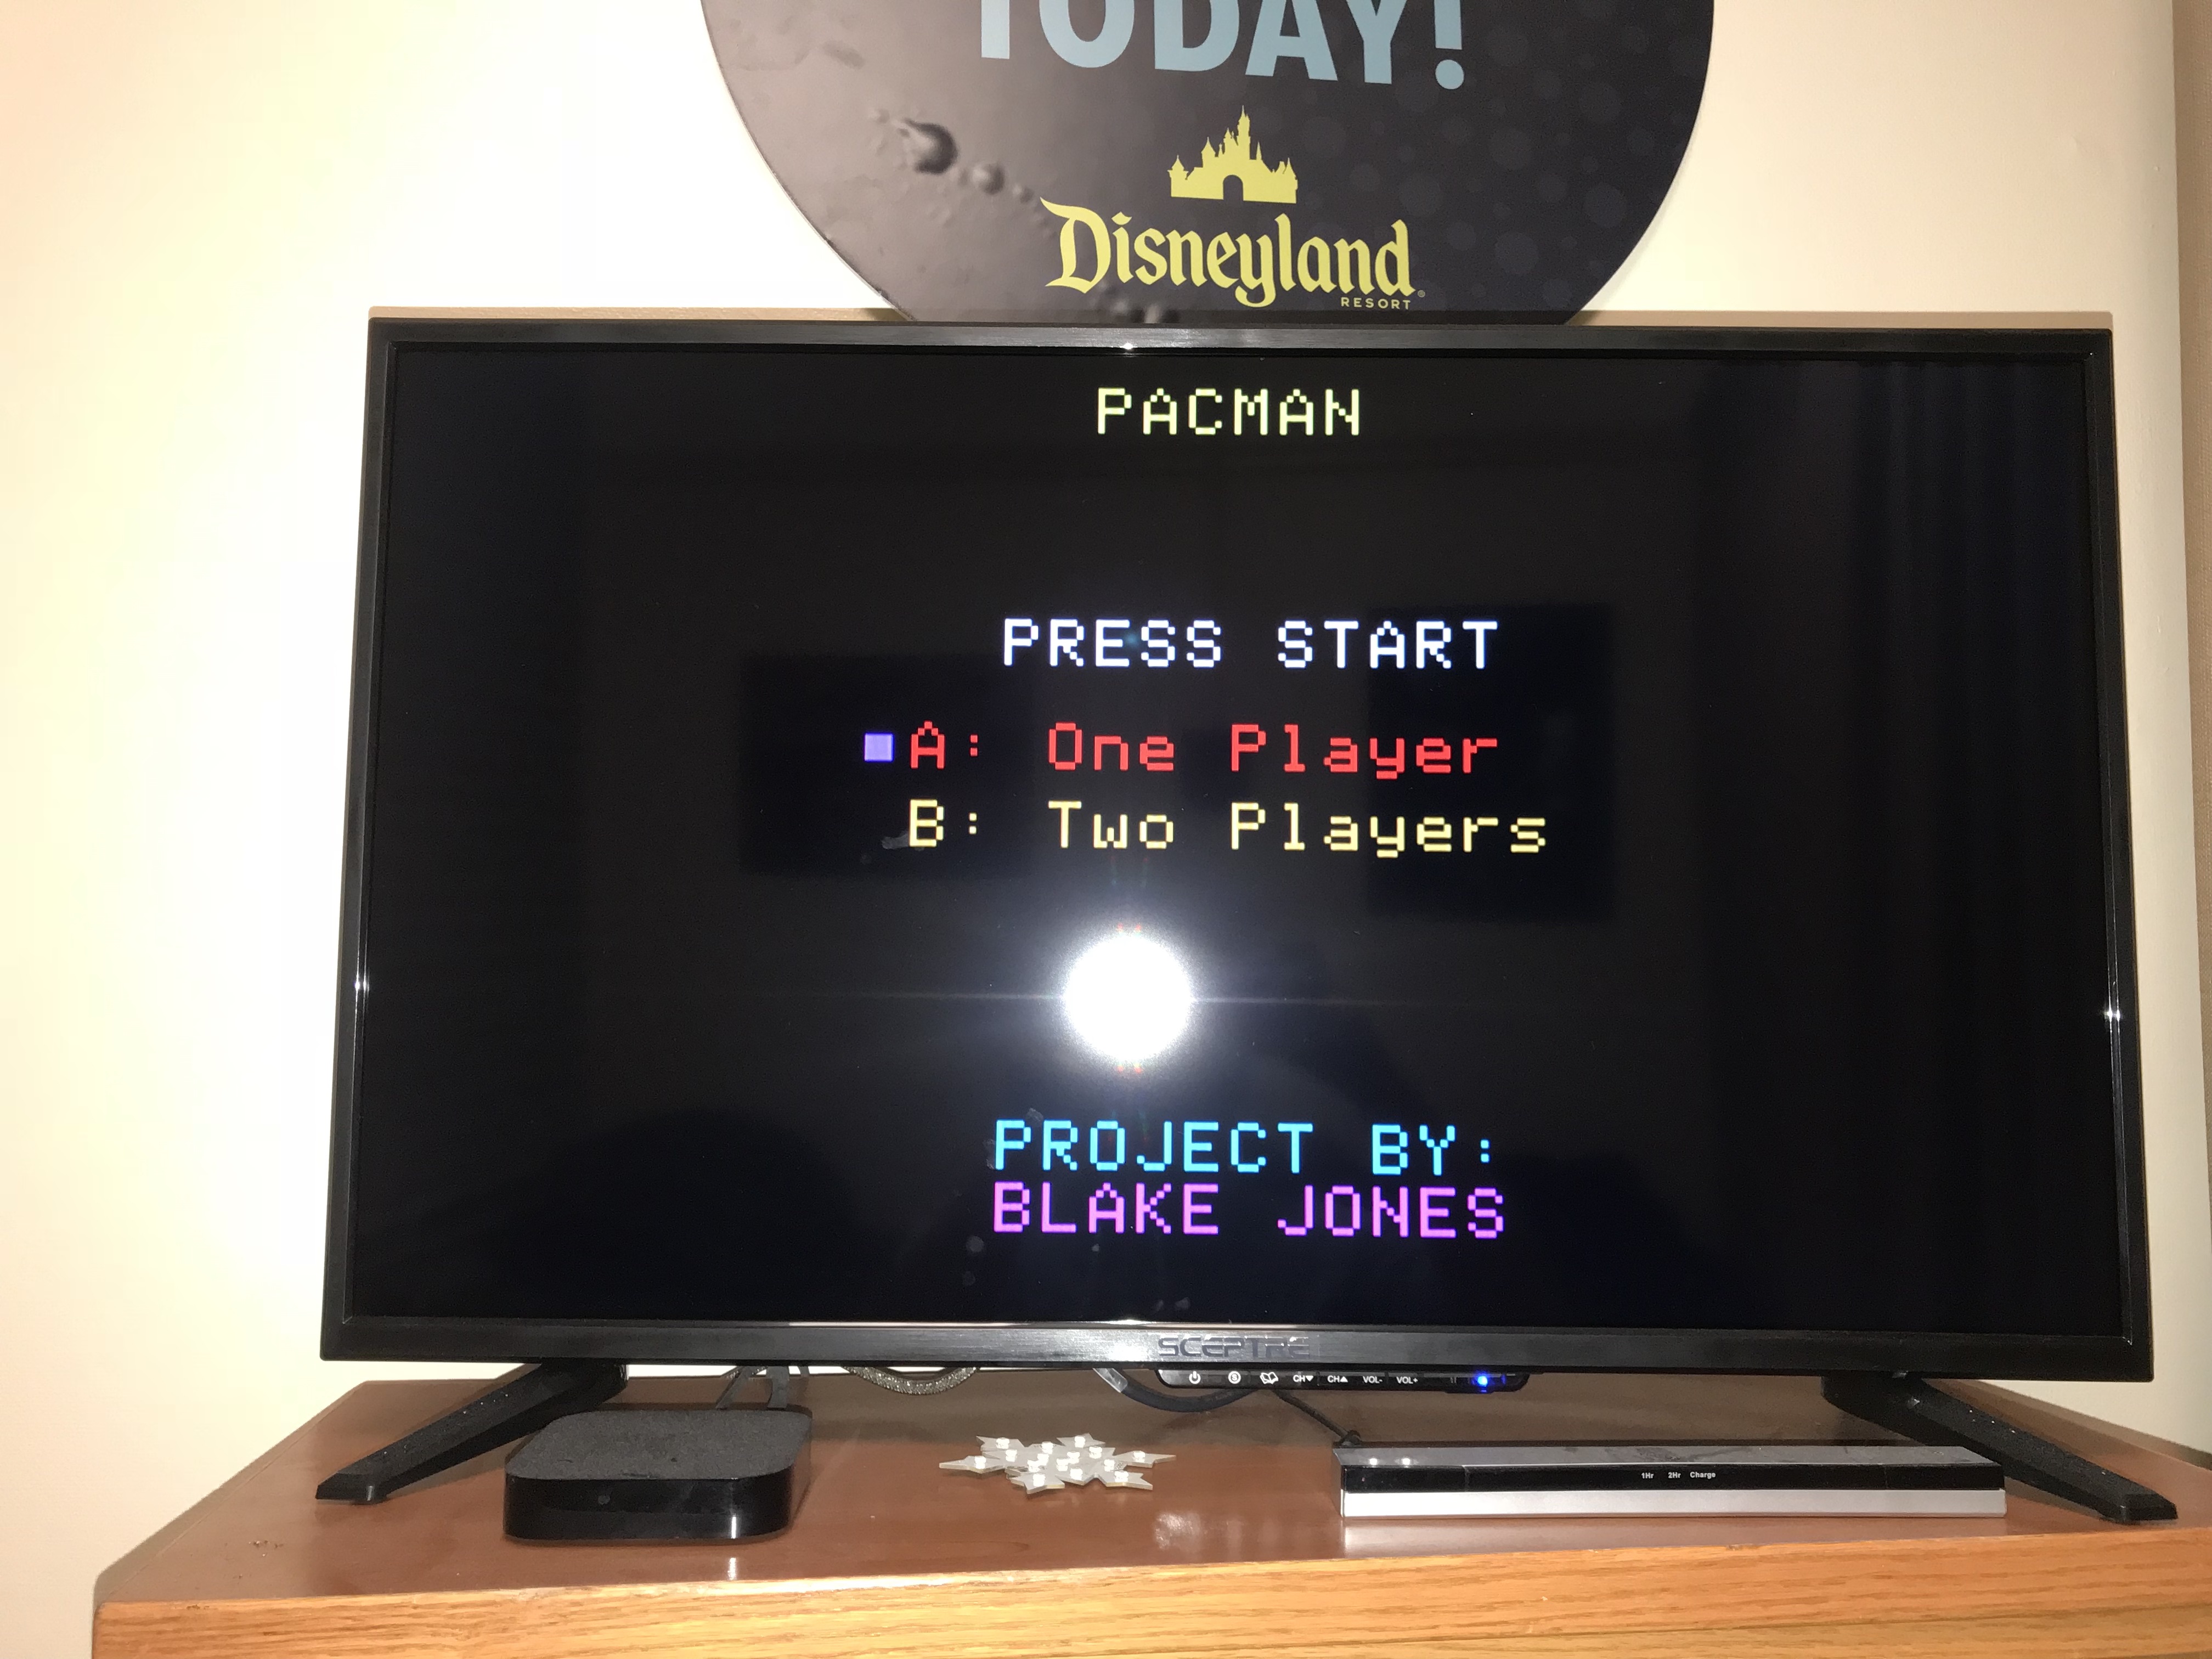 TODAY!
Disneyland
RESORT
PACMAN
PRESS START
A: One Player
B: Two Players
PROJECT BY:
BLAKE JONES
SCEPTRE
CH▼ CH▲ VOL- VOL+
1Hr 2Hr Charge